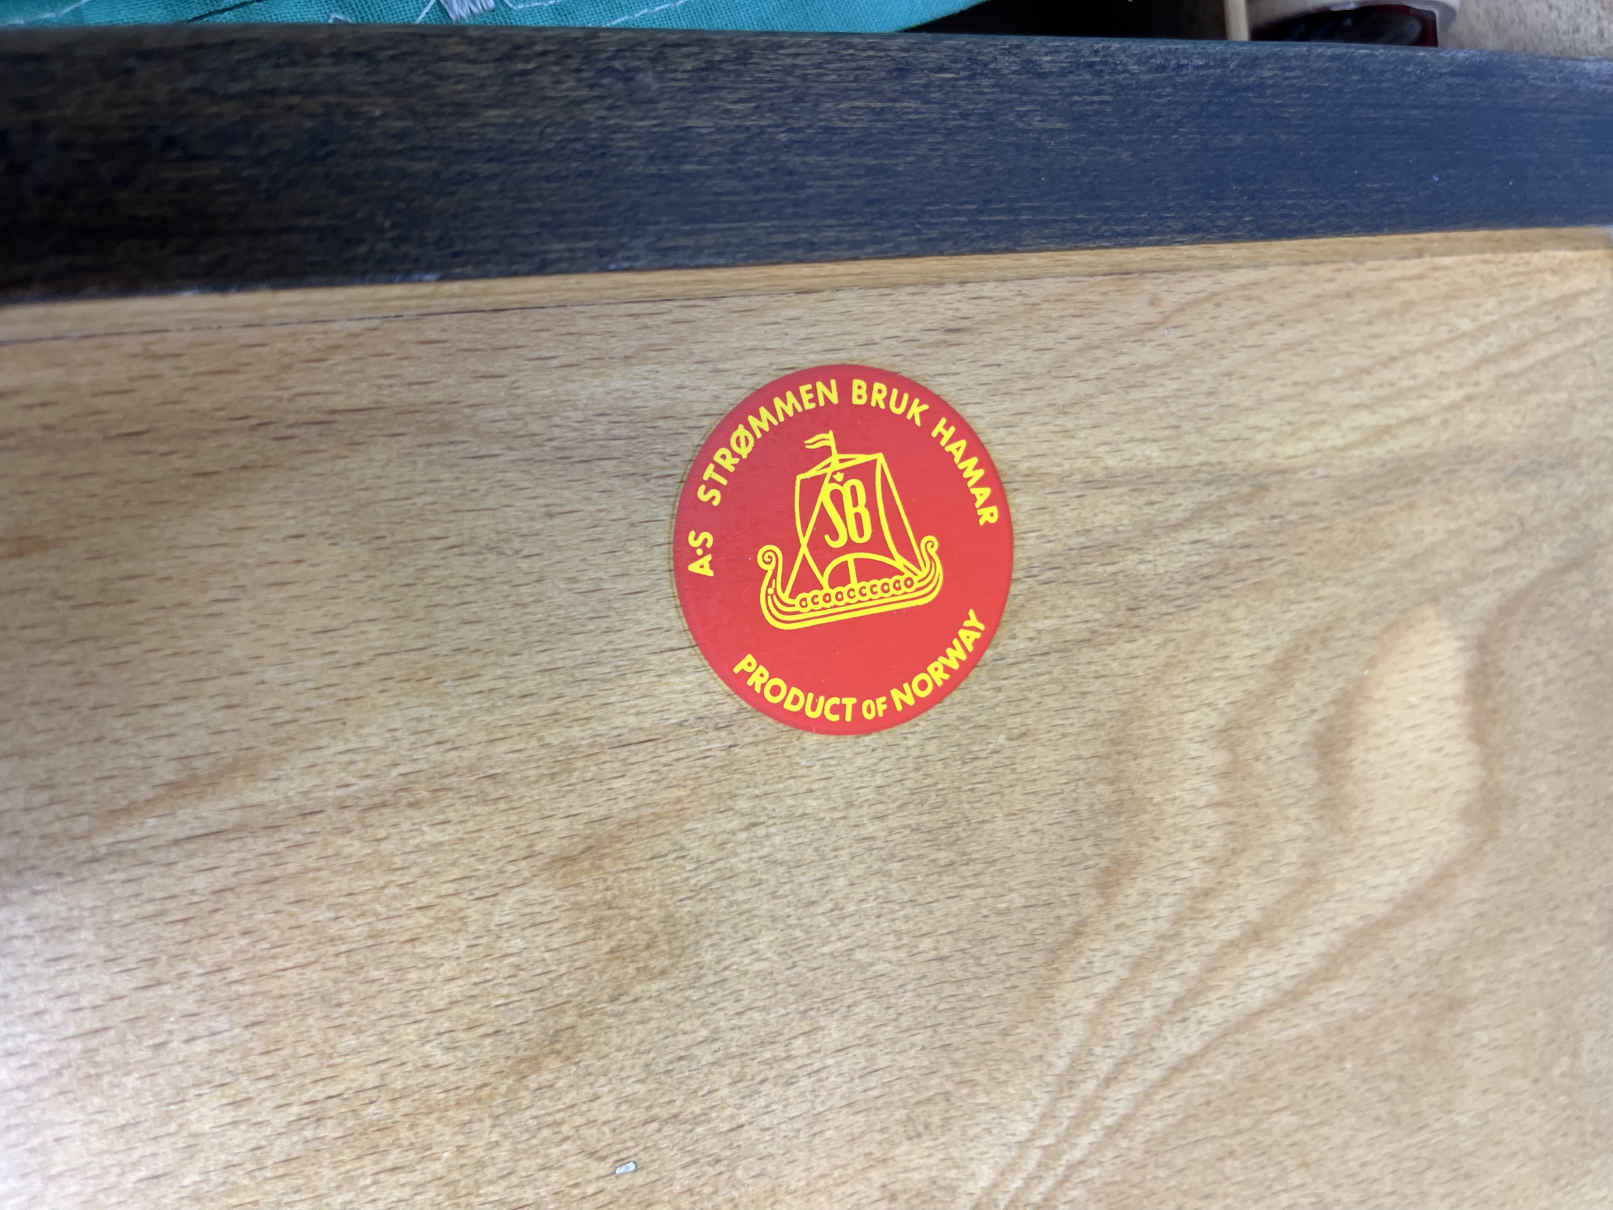 A·S STRØMMEN BRUK HAMAR
SB
PRODUCT OF NORWAY